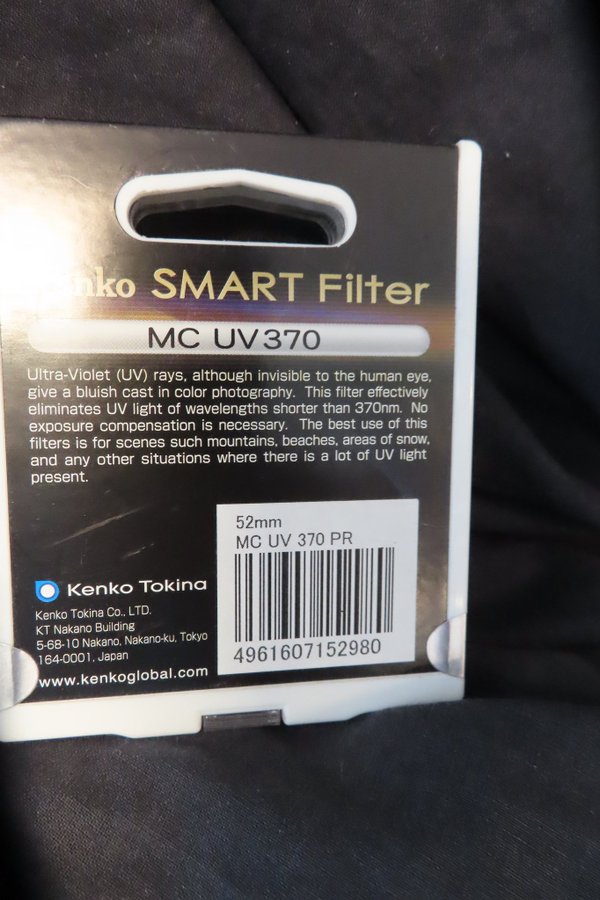 Kenko SMART Filter
MC UV370
Ultra-Violet (UV) rays, although invisible to the human eye,
give a bluish cast in color photography. This filter effectively
eliminates UV light of wavelengths shorter than 370nm. No
exposure compensation is necessary. The best use of this
filters is for scenes such mountains, beaches, areas of snow,
and any other situations where there is a lot of UV light
present.
52mm
MC UV 370 PR
4961607152980
Kenko Tokina
Kenko Tokina Co., LTD.
KT Nakano Building
5-68-10 Nakano, Nakano-ku, Tokyo
164-0001, Japan
www.kenkoglobal.com